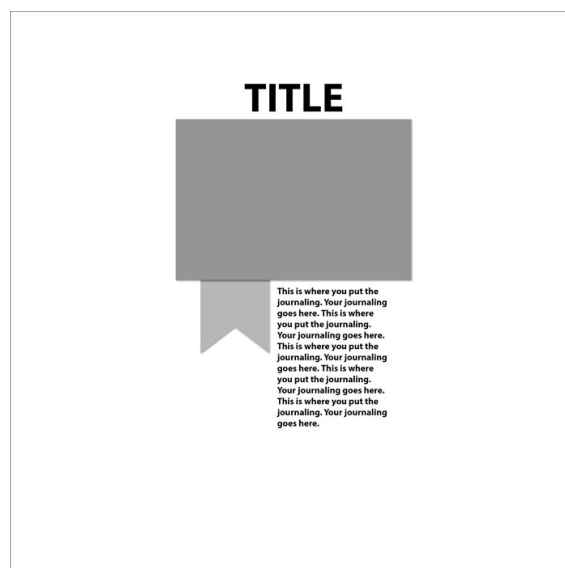 TITLE
This is where you put the
journaling. Your journaling
goes here. This is where
you put the journaling.
Your journaling goes here.
This is where you put the
journaling. Your journaling
goes here. This is where
you put the journaling.
Your journaling goes here.
This is where you put the
journaling. Your journaling
goes here.